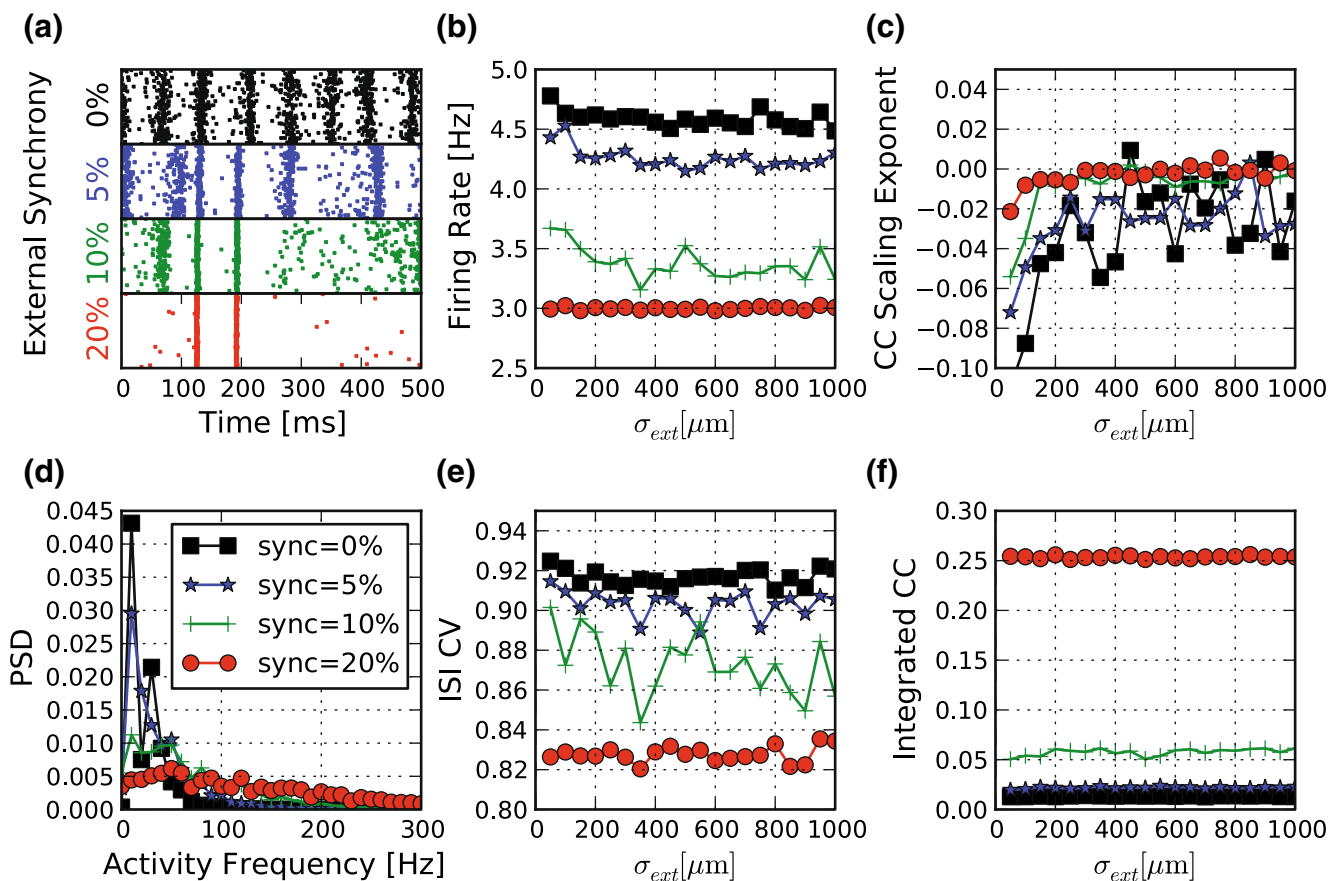 (a)
External Synchrony
0%
5%
10%
20%
0 100 200 300 400 500
Time [ms]
(b)
Firing Rate [Hz]
5.0
4.5
4.0
3.5
3.0
2.5
0 200 400 600 800 1000
σext[μm]
(c)
CC Scaling Exponent
0.04
0.02
0.00
−0.02
−0.04
−0.06
−0.08
−0.10
0 200 400 600 800 1000
σext[μm]
(d)
PSD
0.045
0.040
0.035
0.030
0.025
0.020
0.015
0.010
0.005
0.000
sync=0%
sync=5%
sync=10%
sync=20%
0 100 200 300
Activity Frequency [Hz]
(e)
ISI CV
0.94
0.92
0.90
0.88
0.86
0.84
0.82
0.80
0 200 400 600 800 1000
σext[μm]
(f)
Integrated CC
0.30
0.25
0.20
0.15
0.10
0.05
0.00
0 200 400 600 800 1000
σext[μm]